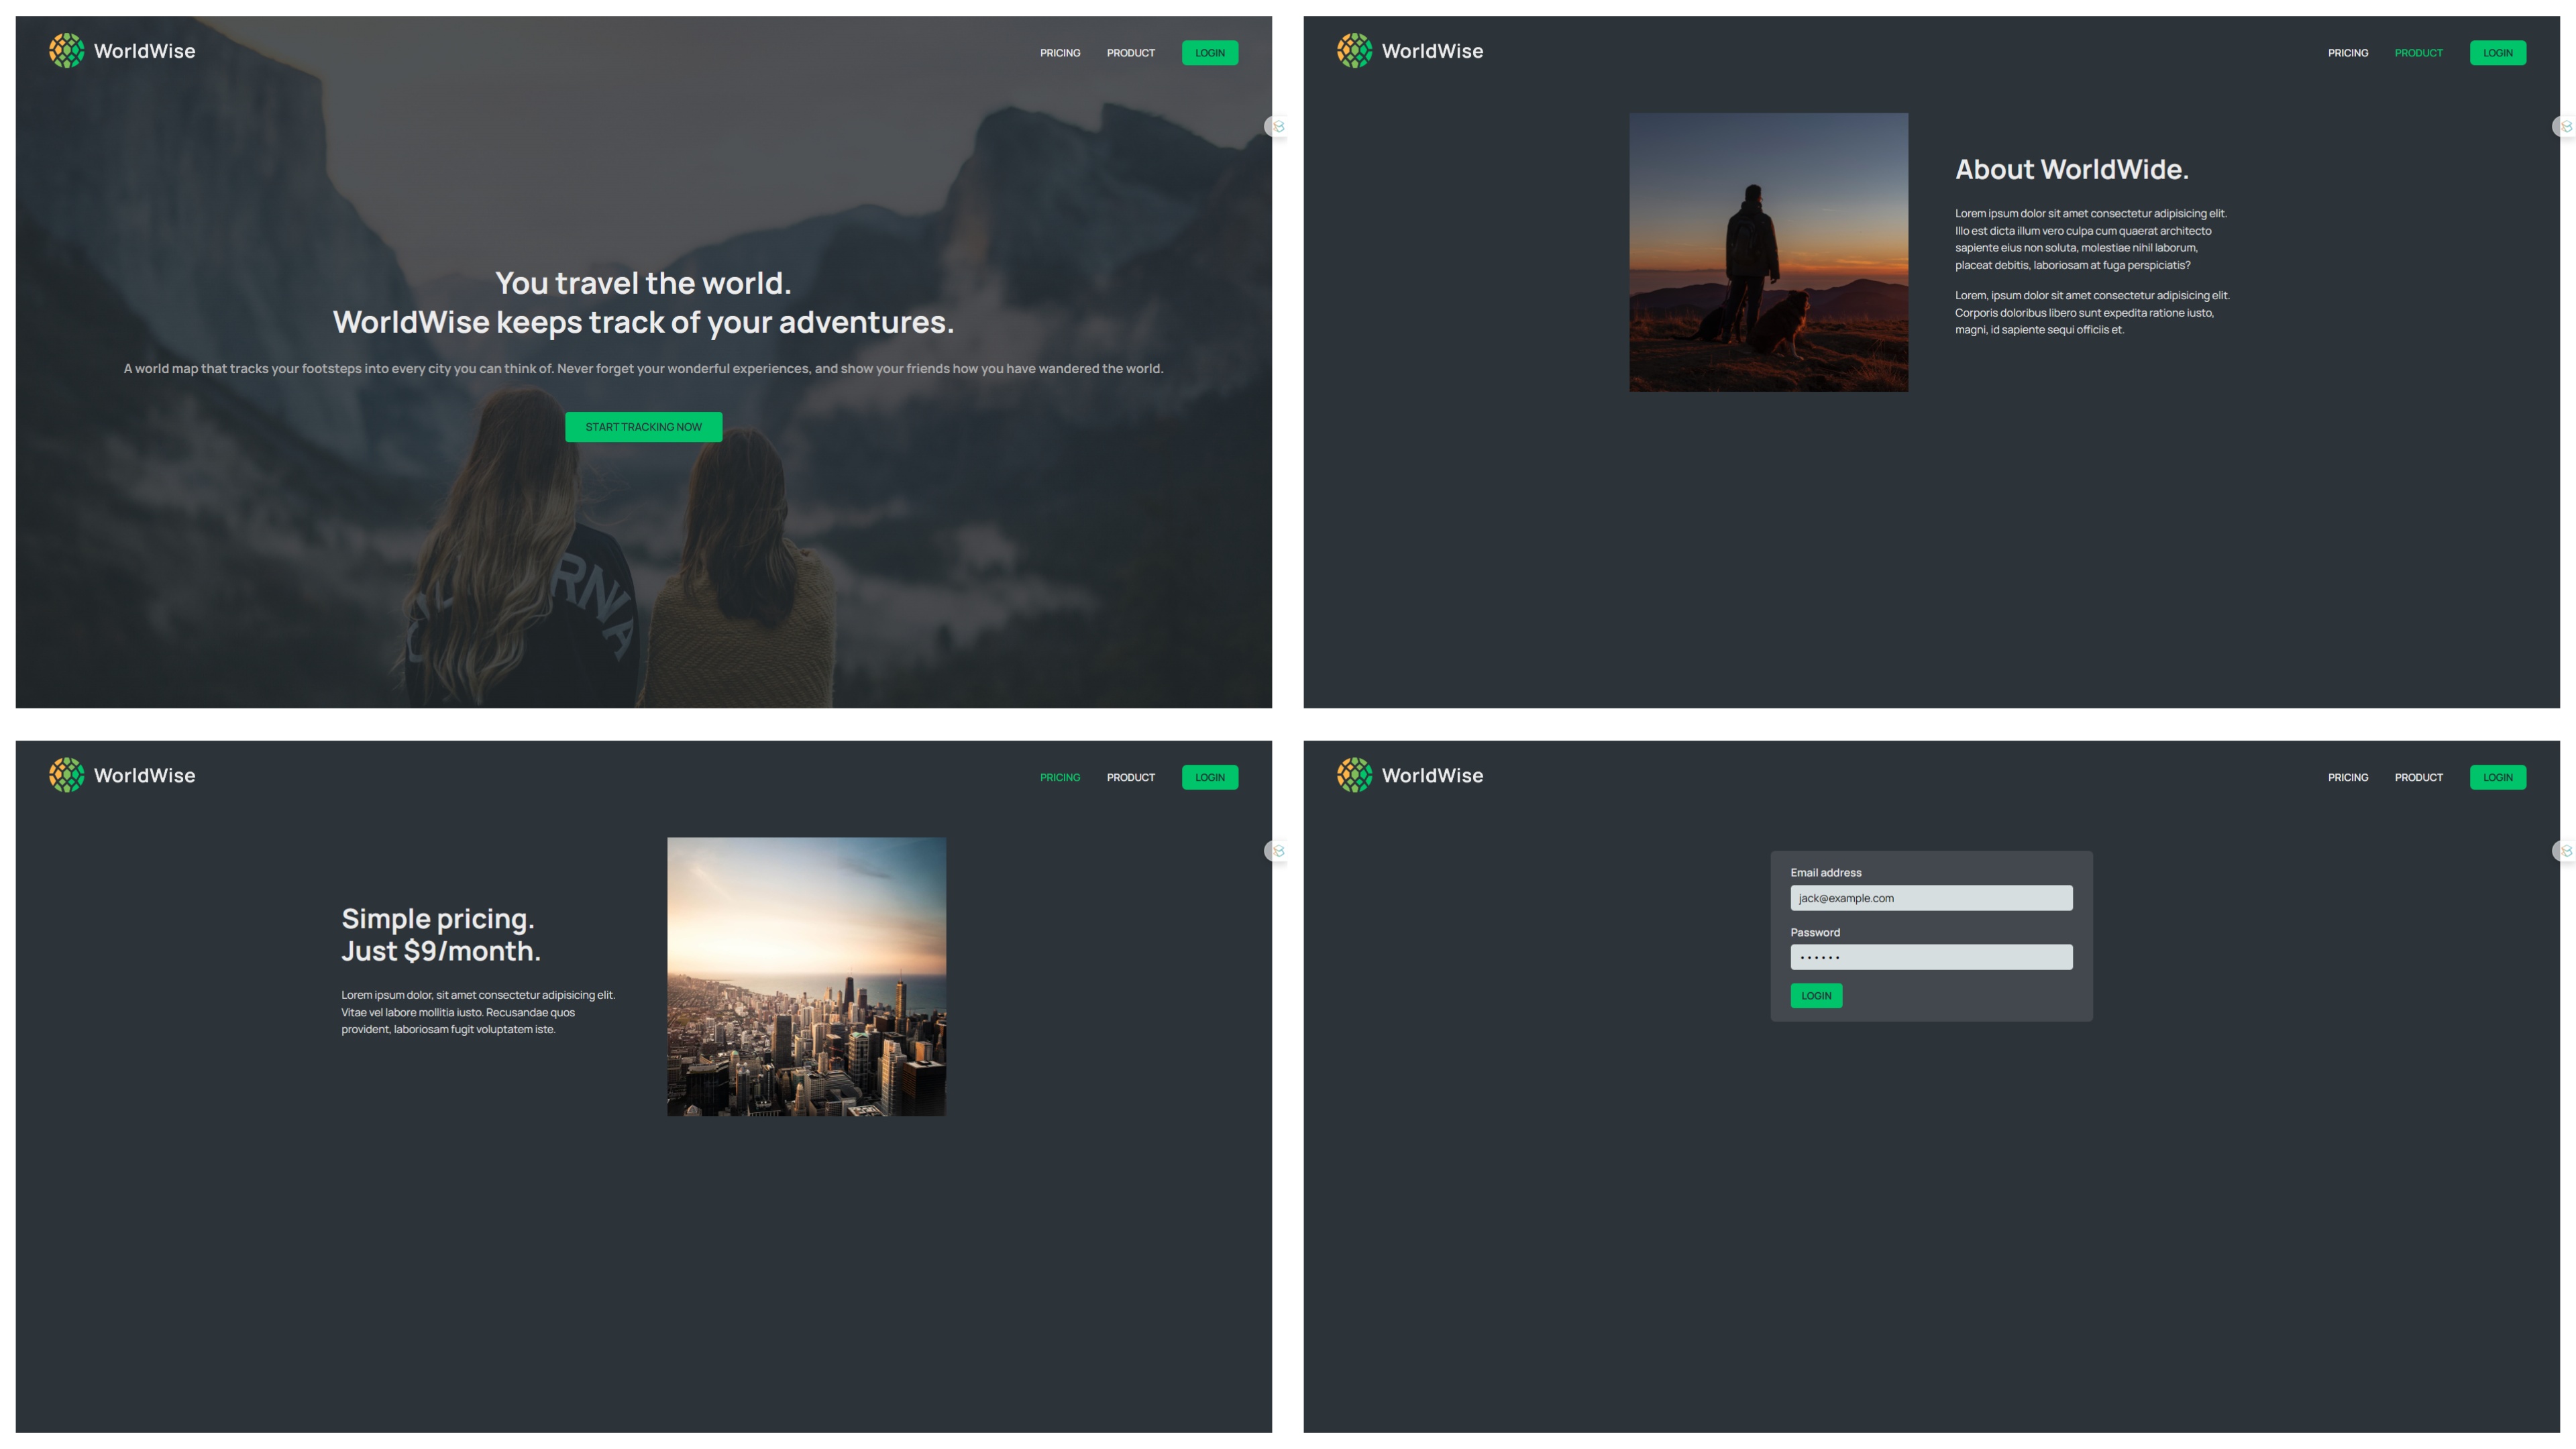 WorldWise
PRICING PRODUCT LOGIN
You travel the world.
WorldWise keeps track of your adventures.
A world map that tracks your footsteps into every city you can think of. Never forget your wonderful experiences, and show your friends how you have wandered the world.
START TRACKING NOW
RNIA
WorldWise
PRICING PRODUCT LOGIN
About WorldWide.
Lorem ipsum dolor sit amet consectetur adipisicing elit.
Illo est dicta illum vero culpa cum quaerat architecto
sapiente eius non soluta, molestiae nihil laborum,
placeat debitis, laboriosam at fuga perspiciatis?
Lorem, ipsum dolor sit amet consectetur adipisicing elit.
Corporis doloribus libero sunt expedita ratione iusto,
magni, id sapiente sequi officiis et.
WorldWise
PRICING PRODUCT LOGIN
Simple pricing.
Just $9/month.
Lorem ipsum dolor, sit amet consectetur adipisicing elit.
Vitae vel labore mollitia iusto. Recusandae quos
provident, laboriosam fugit voluptatem iste.
WorldWise
PRICING PRODUCT LOGIN
Email address
jack@example.com
Password
••••••
LOGIN